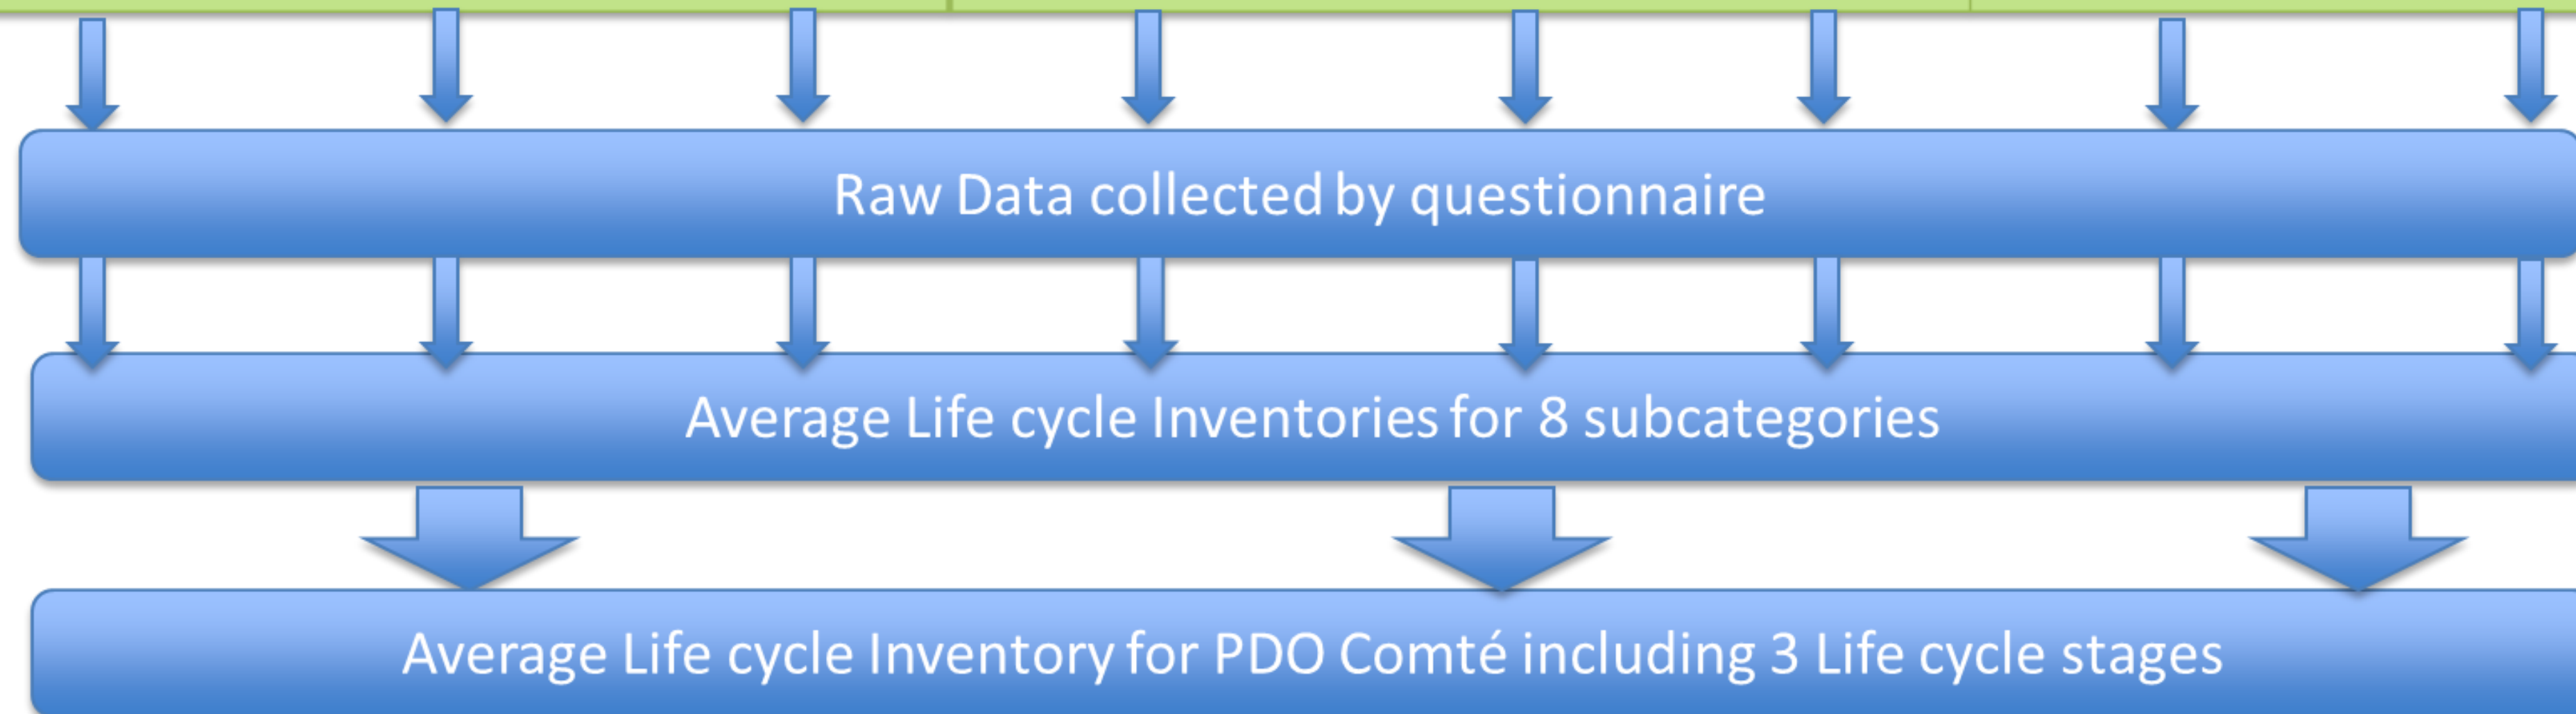 Raw Data collected by questionnaire
Average Life cycle Inventories for 8 subcategories
Average Life cycle Inventory for PDO Comté including 3 Life cycle stages